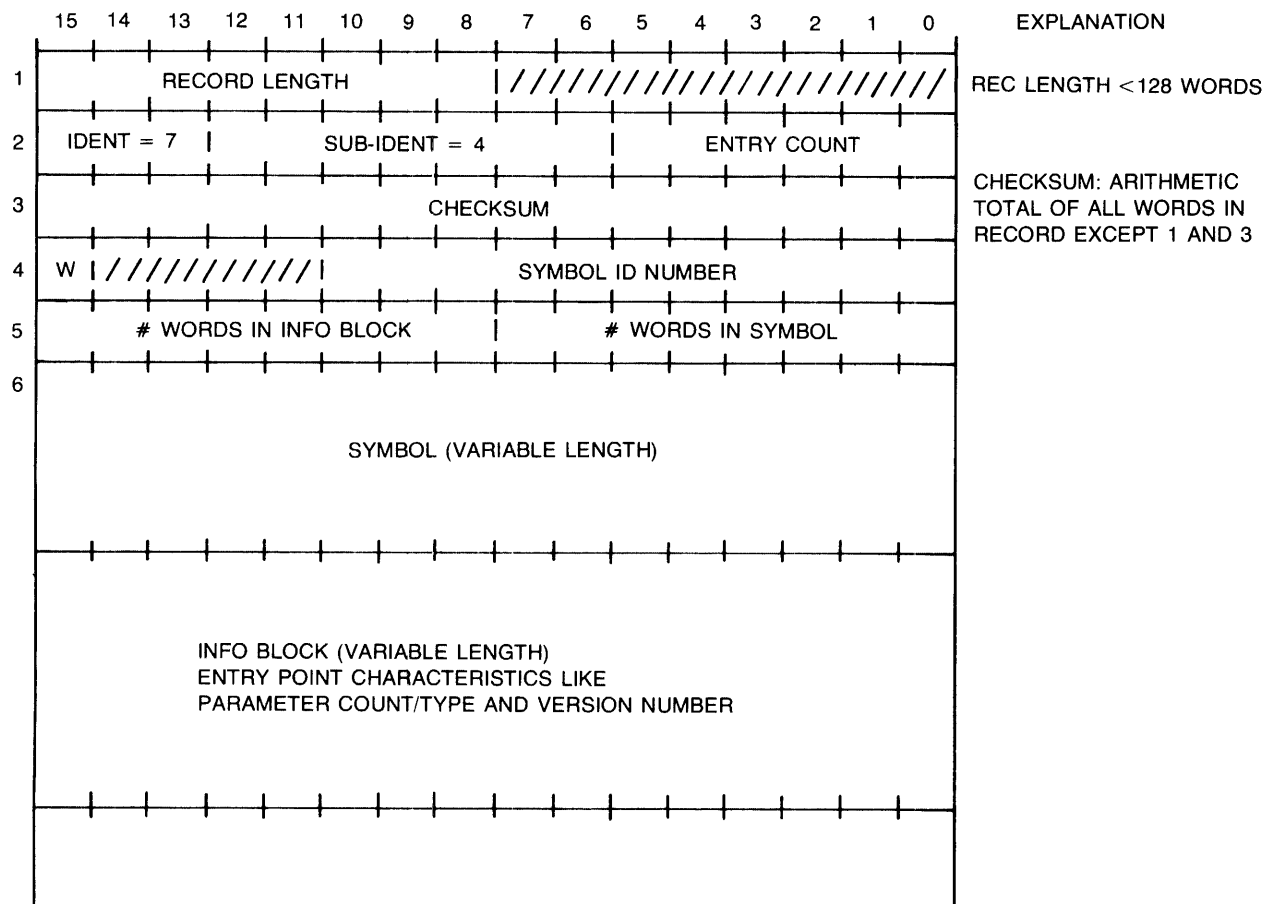 15 14 13 12 11 10 9 8 7 6 5 4 3 2 1 0 EXPLANATION
1 RECORD LENGTH REC LENGTH <128 WORDS
2 IDENT = 7 SUB-IDENT = 4 ENTRY COUNT
CHECKSUM: ARITHMETIC
3 CHECKSUM TOTAL OF ALL WORDS IN
RECORD EXCEPT 1 AND 3
4 W SYMBOL ID NUMBER
5 # WORDS IN INFO BLOCK # WORDS IN SYMBOL
6
SYMBOL (VARIABLE LENGTH)
INFO BLOCK (VARIABLE LENGTH)
ENTRY POINT CHARACTERISTICS LIKE
PARAMETER COUNT/TYPE AND VERSION NUMBER